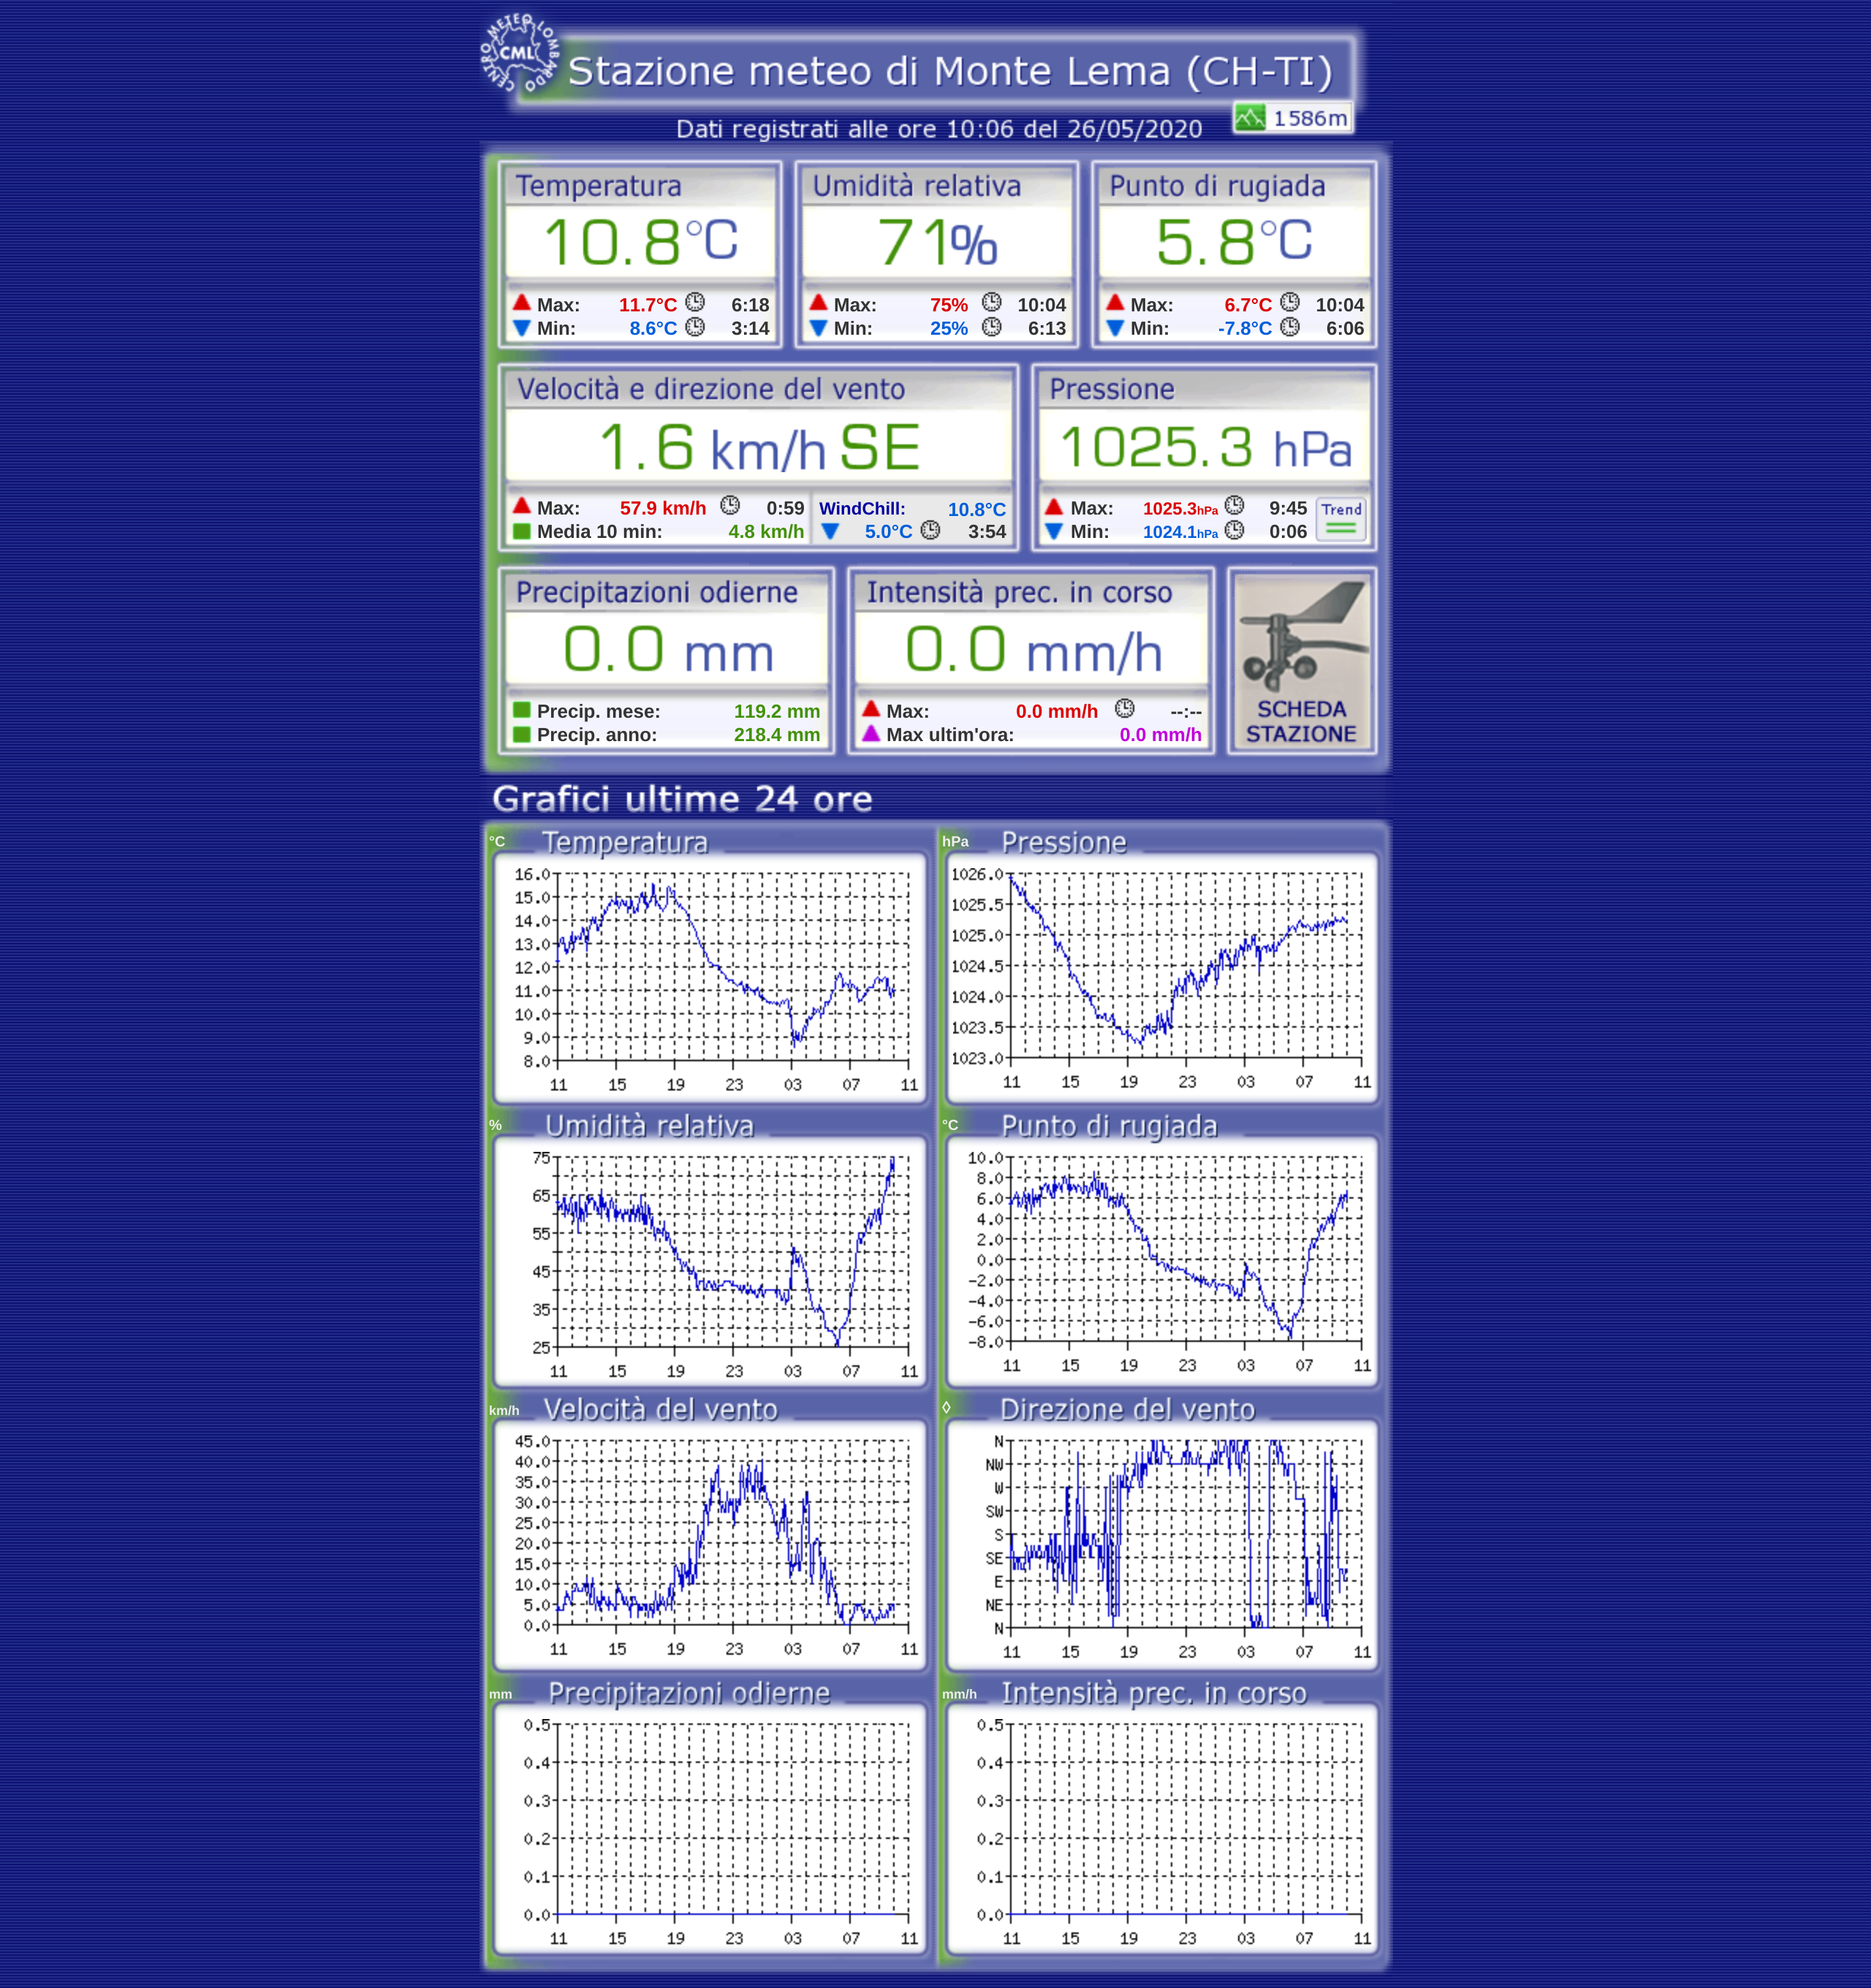 CENTRO METEO LOMBARDO
CML
Stazione meteo di Monte Lema (CH-TI)
1586m
Dati registrati alle ore 10:06 del 26/05/2020
Temperatura Umidità relativa Punto di rugiada
10.8°C 71% 5.8°C
Max: 11.7°C 6:18 Max: 75% 10:04 Max: 6.7°C 10:04
Min: 8.6°C 3:14 Min: 25% 6:13 Min: -7.8°C 6:06
Velocità e direzione del vento Pressione
1.6 km/h SE 1025.3 hPa
Max: 57.9 km/h 0:59 WindChill: 10.8°C Max: 1025.3hPa 9:45 Trend
Media 10 min: 4.8 km/h 5.0°C 3:54 Min: 1024.1hPa 0:06
Precipitazioni odierne Intensità prec. in corso
0.0 mm 0.0 mm/h
Precip. mese: 119.2 mm Max: 0.0 mm/h --:-- SCHEDA
Precip. anno: 218.4 mm Max ultim'ora: 0.0 mm/h STAZIONE
Grafici ultime 24 ore
°C Temperatura
16.0
15.0
14.0
13.0
12.0
11.0
10.0
9.0
8.0
11 15 19 23 03 07 11
hPa Pressione
1026.0
1025.5
1025.0
1024.5
1024.0
1023.5
1023.0
11 15 19 23 03 07 11
% Umidità relativa
75
65
55
45
35
25
11 15 19 23 03 07 11
°C Punto di rugiada
10.0
8.0
6.0
4.0
2.0
0.0
-2.0
-4.0
-6.0
-8.0
11 15 19 23 03 07 11
km/h Velocità del vento
45.0
40.0
35.0
30.0
25.0
20.0
15.0
10.0
5.0
0.0
11 15 19 23 03 07 11
◊ Direzione del vento
N
NW
W
SW
S
SE
E
NE
N
11 15 19 23 03 07 11
mm Precipitazioni odierne
0.5
0.4
0.3
0.2
0.1
0.0
11 15 19 23 03 07 11
mm/h Intensità prec. in corso
0.5
0.4
0.3
0.2
0.1
0.0
11 15 19 23 03 07 11